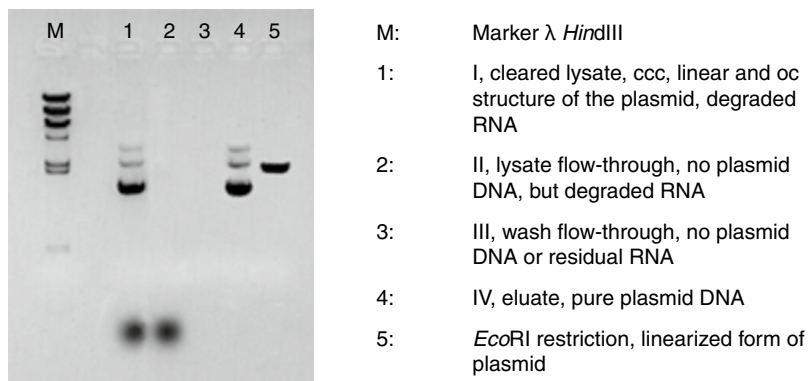 M 1 2 3 4 5
M: Marker λ HindIII
1: I, cleared lysate, ccc, linear and oc
structure of the plasmid, degraded
RNA
2: II, lysate flow-through, no plasmid
DNA, but degraded RNA
3: III, wash flow-through, no plasmid
DNA or residual RNA
4: IV, eluate, pure plasmid DNA
5: EcoRI restriction, linearized form of
plasmid